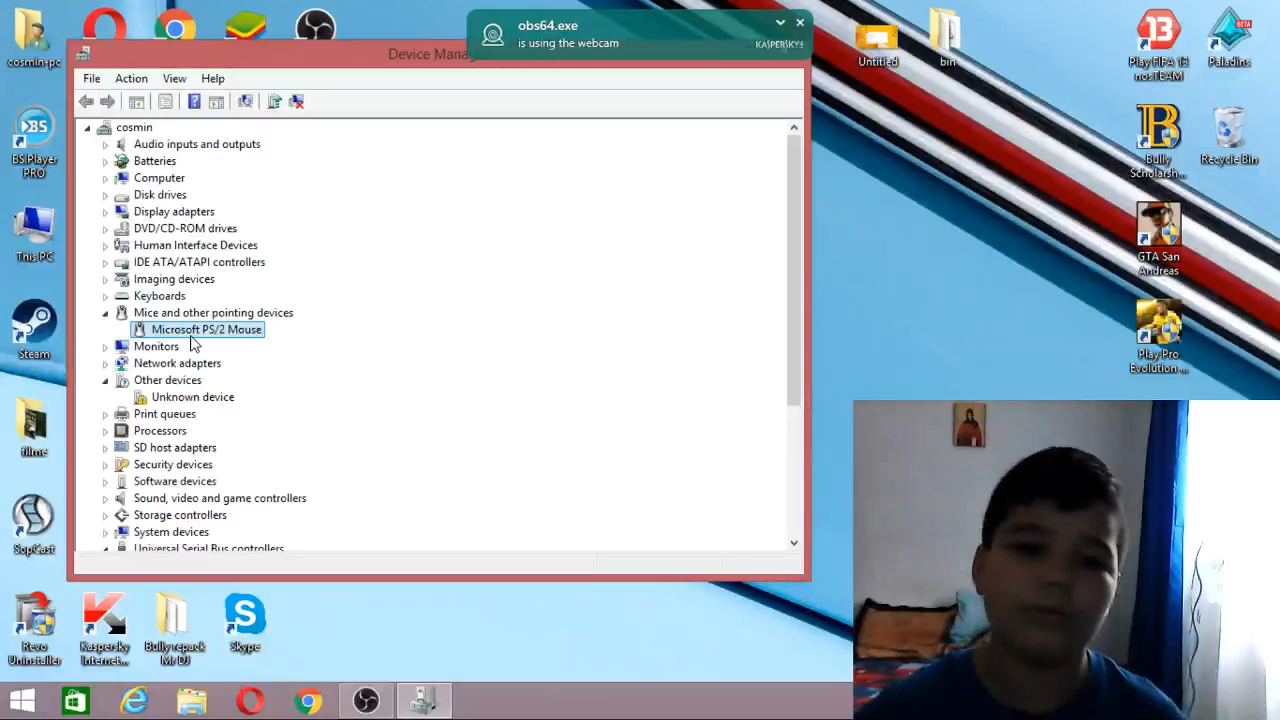 obs64.exe
is using the webcam
KASPERSKY
Device Manag
File Action View Help
cosmin
Audio inputs and outputs
Batteries
Computer
Disk drives
Display adapters
DVD/CD-ROM drives
Human Interface Devices
IDE ATA/ATAPI controllers
Imaging devices
Keyboards
Mice and other pointing devices
Microsoft PS/2 Mouse
Monitors
Network adapters
Other devices
Unknown device
Print queues
Processors
SD host adapters
Security devices
Software devices
Sound, video and game controllers
Storage controllers
System devices
Universal Serial Bus controllers
cosmin-pc
BS
BS.Player
PRO
This PC
Steam
filme
SopCast
Revo
Uninstaller
Kaspersky
Internet...
Bully repack
Mr DJ
Skype
Untitled
bin
13
Play FIFA 13
nosTEAM
BETA
Paladins
B
Bully
Scholarsh...
Recycle Bin
GTA San
Andreas
Play Pro
Evolution ...